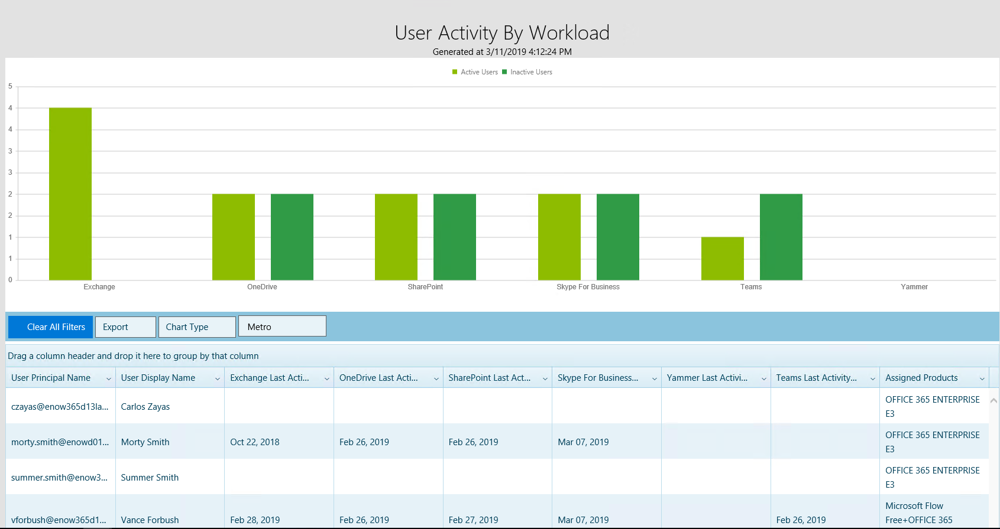 User Activity By Workload
Generated at 3/11/2019 4:12:24 PM
Active Users Inactive Users
5
4
4
3
3
2
2
1
1
0
Exchange OneDrive SharePoint Skype For Business Teams Yammer
Clear All Filters Export Chart Type Metro
Drag a column header and drop it here to group by that column
User Principal Name User Display Name Exchange Last Acti... OneDrive Last Acti... SharePoint Last Act... Skype For Business... Yammer Last Activi... Teams Last Activity... Assigned Products
czayas@enow365d13la... Carlos Zayas OFFICE 365 ENTERPRISE
E3
morty.smith@enowd01... Morty Smith Oct 22, 2018 Feb 26, 2019 Feb 26, 2019 Mar 07, 2019 OFFICE 365 ENTERPRISE
E3
summer.smith@enow3... Summer Smith OFFICE 365 ENTERPRISE
E3
Microsoft Flow
vforbush@enow365d1... Vance Forbush Feb 28, 2019 Feb 26, 2019 Feb 27, 2019 Mar 07, 2019 Feb 26, 2019 Free+OFFICE 365